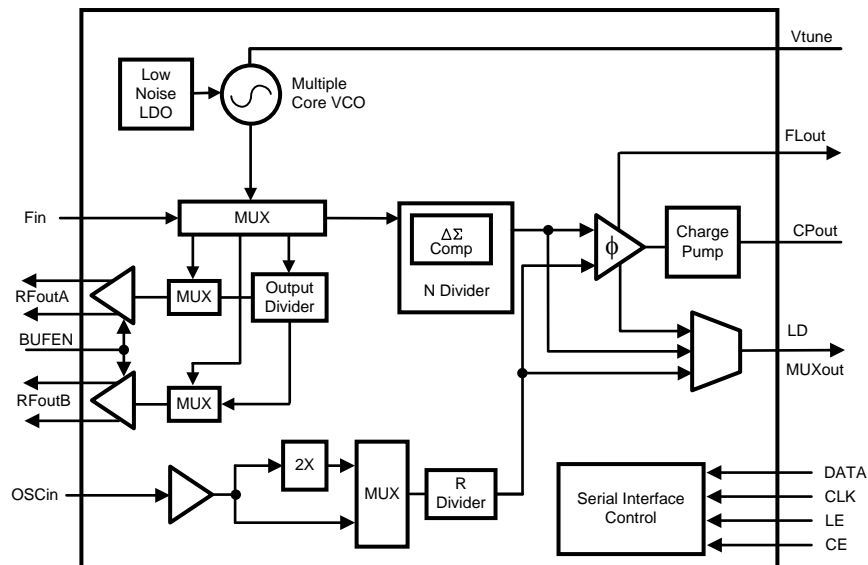 Vtune
Low
Noise
LDO
Multiple
Core VCO
FLout
Fin
MUX
ΔΣ
Comp
N Divider
ϕ
Charge
Pump
CPout
RFoutA
MUX
Output
Divider
BUFEN
LD
MUXout
RFoutB
MUX
OSCin
2X
MUX
R
Divider
Serial Interface
Control
DATA
CLK
LE
CE